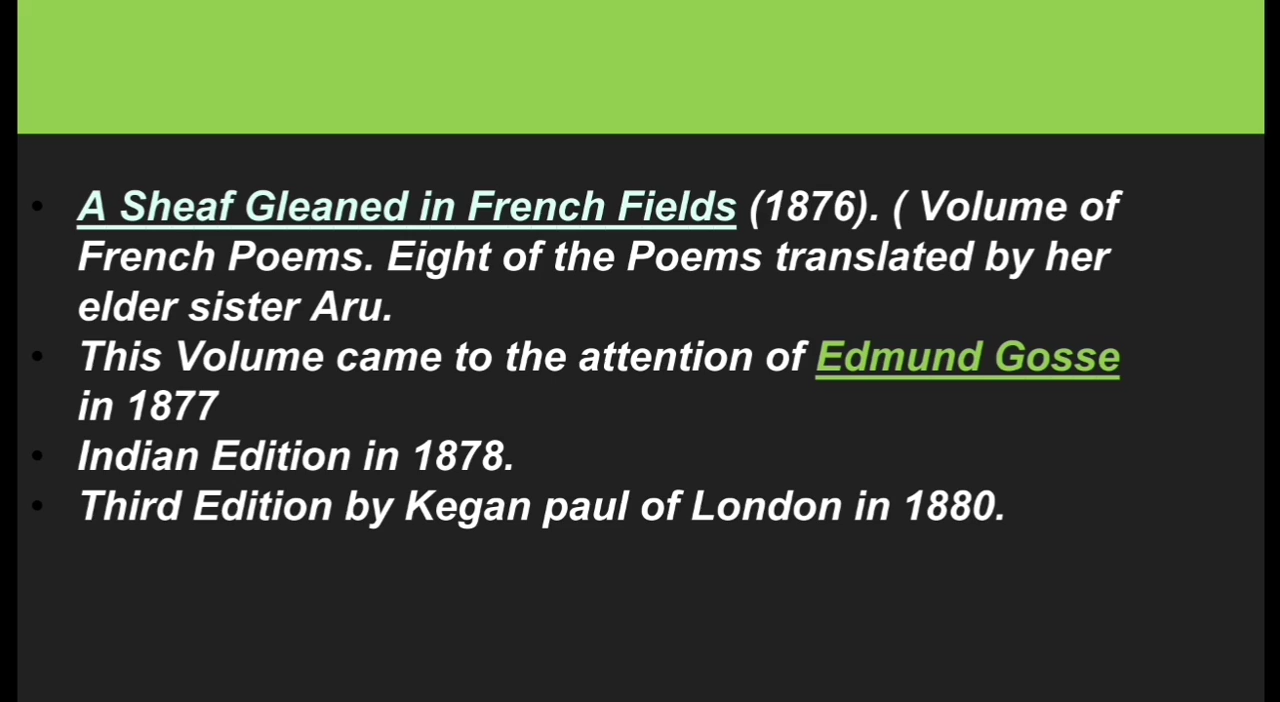 • A Sheaf Gleaned in French Fields (1876). ( Volume of
French Poems. Eight of the Poems translated by her
elder sister Aru.
• This Volume came to the attention of Edmund Gosse
in 1877
• Indian Edition in 1878.
• Third Edition by Kegan paul of London in 1880.